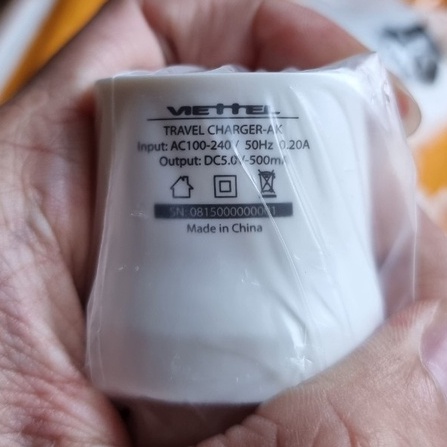 VIETTEL
TRAVEL CHARGER-AK
Input: AC100-240V 50Hz 0.20A
Output: DC5.0V-500mA
Made in China